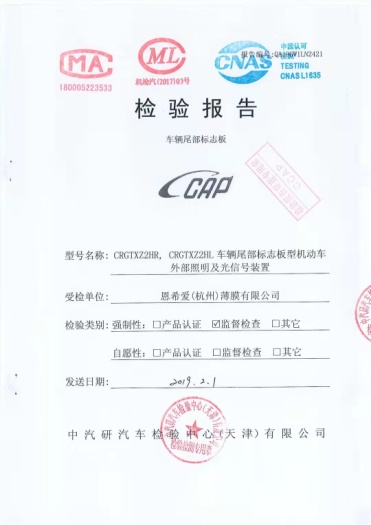 MA
180005223533
ML
机检汽(2017)03号
CNAS
中国认可
TESTING
CNAS L1635
检验报告
车辆尾部标志板
CCAP
CCAP
型号名称: CRGTXZ2HR, CRGTXZ2HL 车辆尾部标志板型机动车
外部照明及光信号装置
受检单位: 恩希爱(杭州)薄膜有限公司
检验类别: 强制性: □产品认证 ☑监督检查 □其它
自愿性: □产品认证 □监督检查 □其它
发送日期: 2019.2.1
中汽研汽车检验中心(天津)有限公司